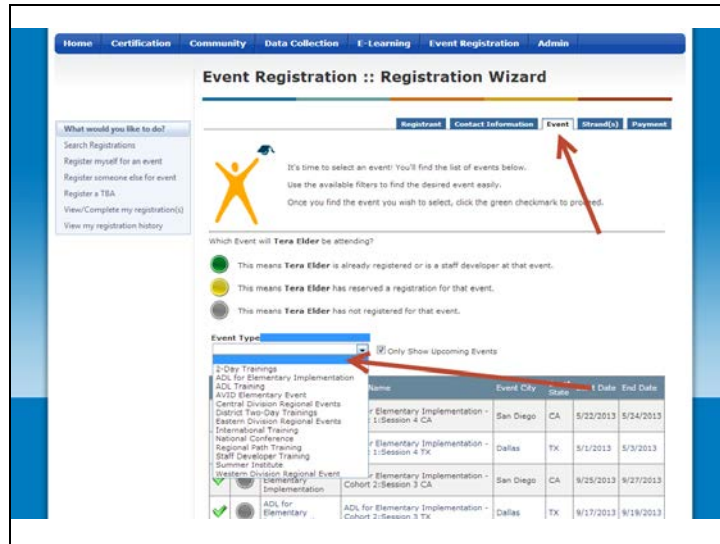 Home Certification Community Data Collection E-Learning Event Registration Admin
Event Registration :: Registration Wizard
Registrant Contact Information Event Strand(s) Payment
What would you like to do?
Search Registrations
Register myself for an event
Register someone else for event
Register a TBA
View/Complete my registration(s)
View my registration history
It's time to select an event! You'll find the list of events below.
Use the available filters to find the desired event easily.
Once you find the event you wish to select, click the green checkmark to proceed.
Which Event will Tera Elder be attending?
This means Tera Elder is already registered or is a staff developer at that event.
This means Tera Elder has reserved a registration for that event.
This means Tera Elder has not registered for that event.
Event Type
Only Show Upcoming Events
2-Day Trainings
ADL for Elementary Implementation
ADL Training
AVID Elementary Event
Central Division Regional Events
District Two-Day Trainings
Eastern Division Regional Events
International Training
National Conference
Regional Path Training
Staff Developer Training
Summer Institute
Western Division Regional Event
Name Event City State Date End Date
Elementary Implementation -
1:Session 4 CA San Diego CA 5/22/2013 5/24/2013
Elementary Implementation -
1:Session 4 TX Dallas TX 5/1/2013 5/3/2013
Elementary Implementation
Elementary Implementation -
Cohort 2:Session 3 CA San Diego CA 9/25/2013 9/27/2013
ADL for Elementary
ADL for Elementary Implementation -
Cohort 2:Session 3 TX Dallas TX 9/17/2013 9/19/2013